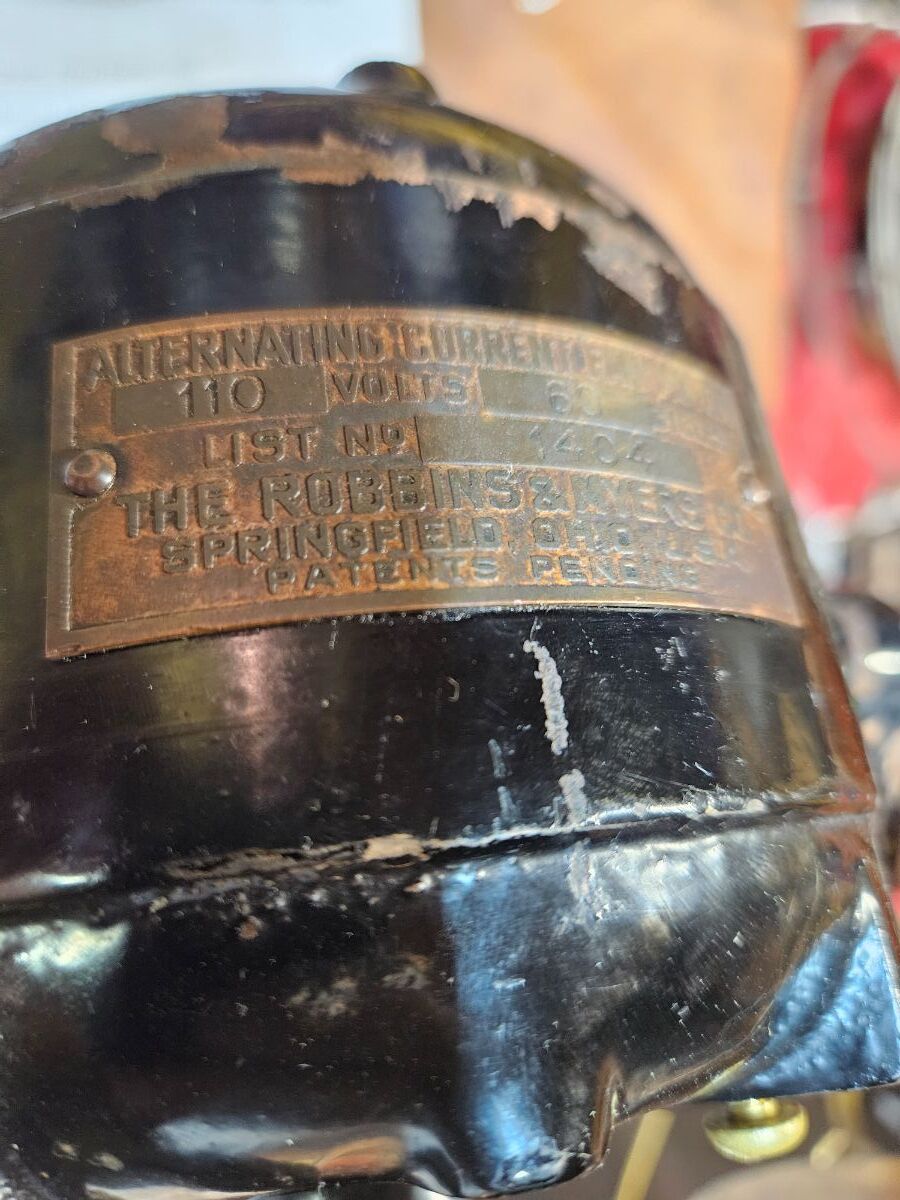 ALTERNATING CURRENT
110 VOLTS 60
LIST No 1404
THE ROBBINS & MYERS
SPRINGFIELD, OHIO U.S.A.
PATENTS PENDING